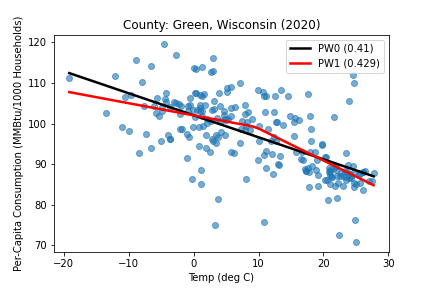 County: Green, Wisconsin (2020)
Per-Capita Consumption (MMBtu/1000 Households)
120
110
100
90
80
70
PW0 (0.41)
PW1 (0.429)
−20 −10 0 10 20 30
Temp (deg C)